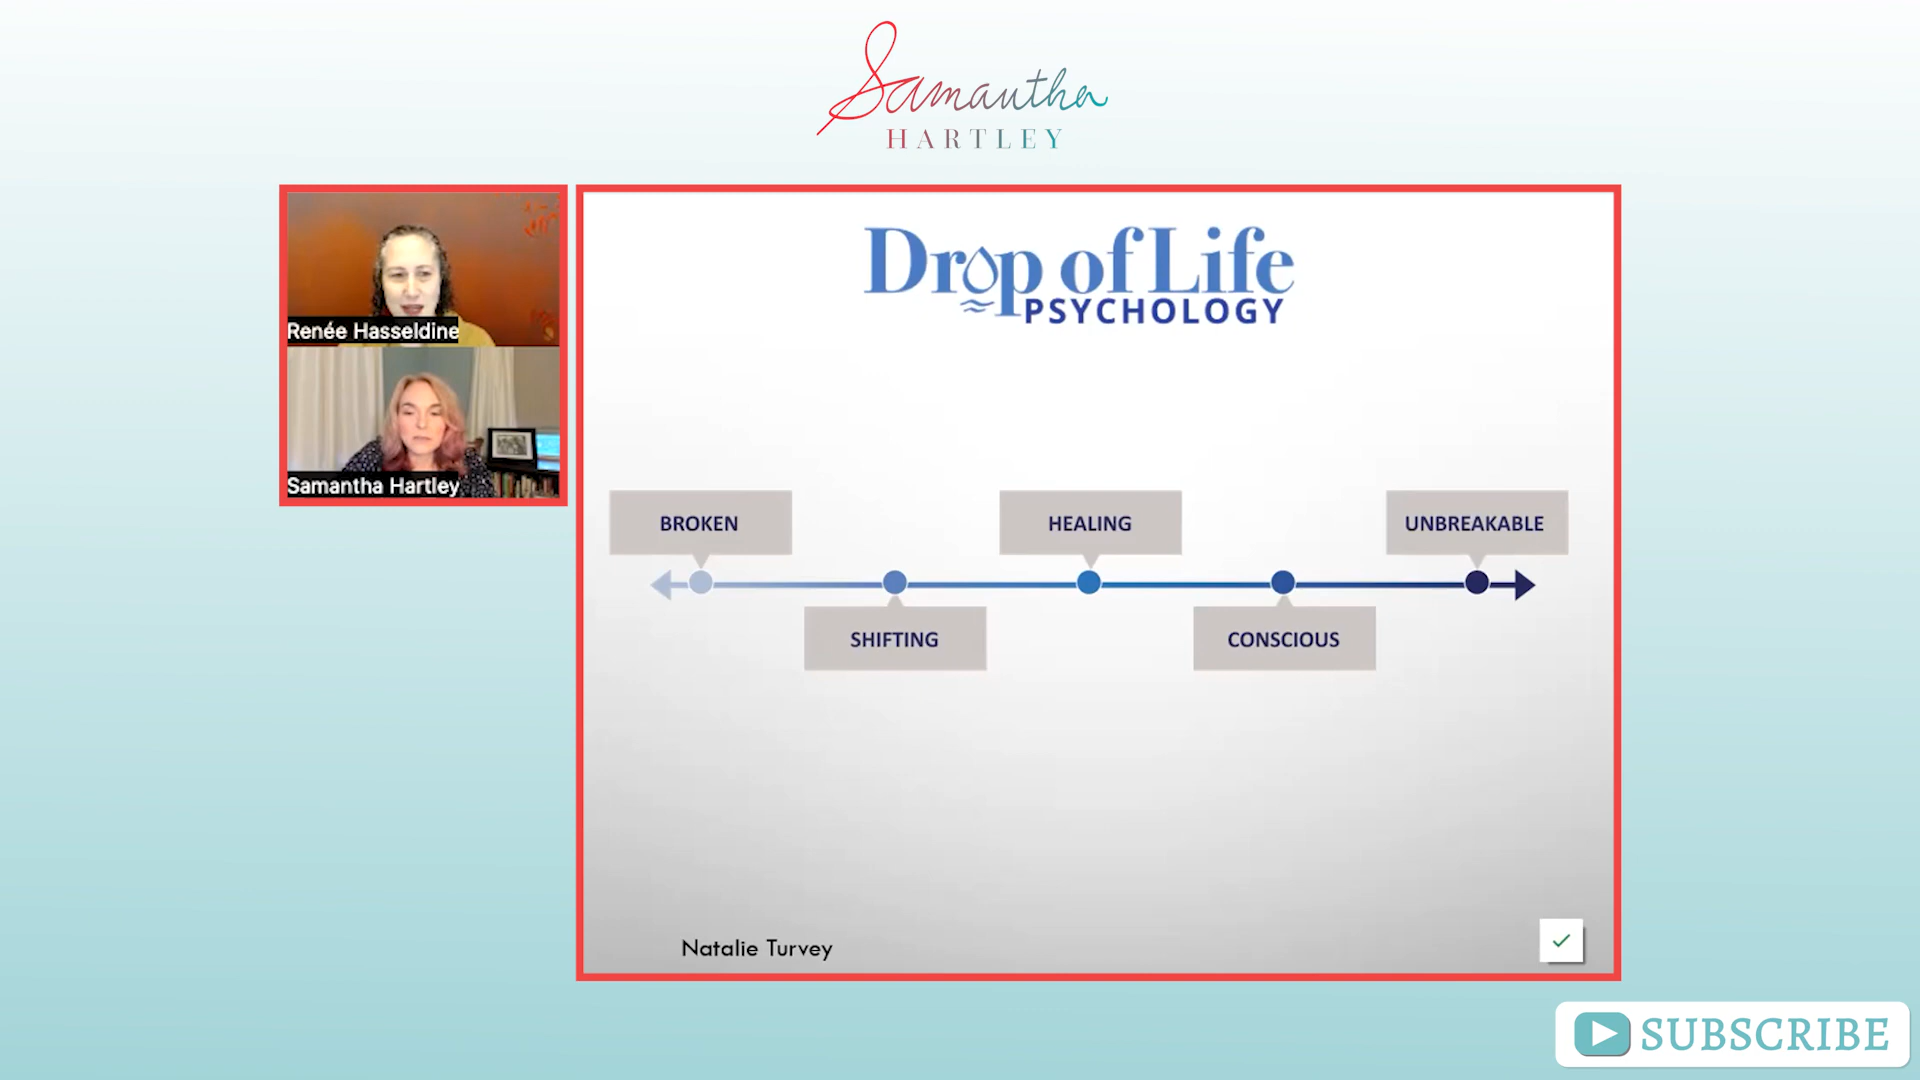 Samantha
HARTLEY
Renée Hasseldine
Samantha Hartley
Drop of Life
PSYCHOLOGY
BROKEN
HEALING
UNBREAKABLE
SHIFTING
CONSCIOUS
Natalie Turvey
SUBSCRIBE